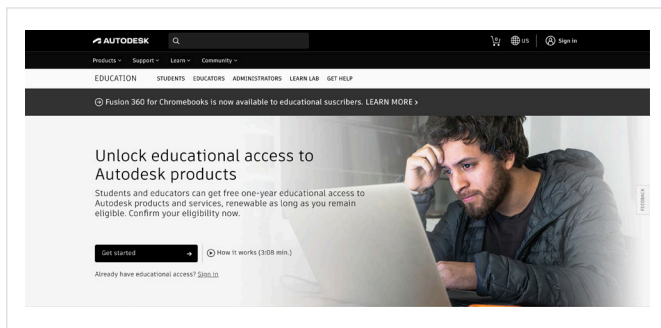 AUTODESK
US
Sign in
Products
Support
Learn
Community
EDUCATION
STUDENTS
EDUCATORS
ADMINISTRATORS
LEARN LAB
GET HELP
Fusion 360 for Chromebooks is now available to educational suscribers. LEARN MORE >
Unlock educational access to
Autodesk products
Students and educators can get free one-year educational access to
Autodesk products and services, renewable as long as you remain
eligible. Confirm your eligibility now.
Get started
How it works (3:08 min.)
Already have educational access? Sign in
FEEDBACK